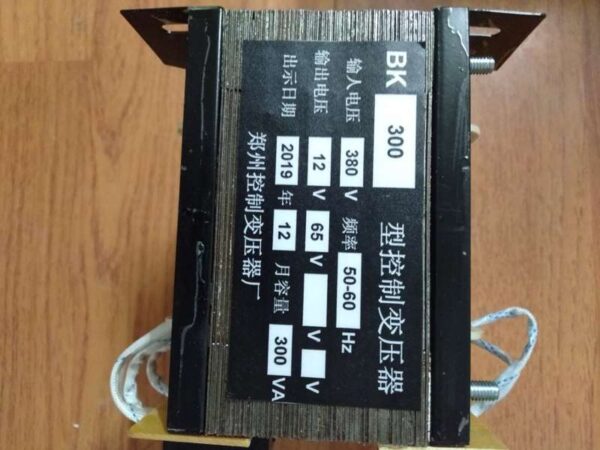 BK 300 型控制变压器
输入电压 380 V 频率 50-60 Hz
输出电压 12 V 65 V V V
出示日期 2019 年 12 月容量 300 VA
郑州控制变压器厂